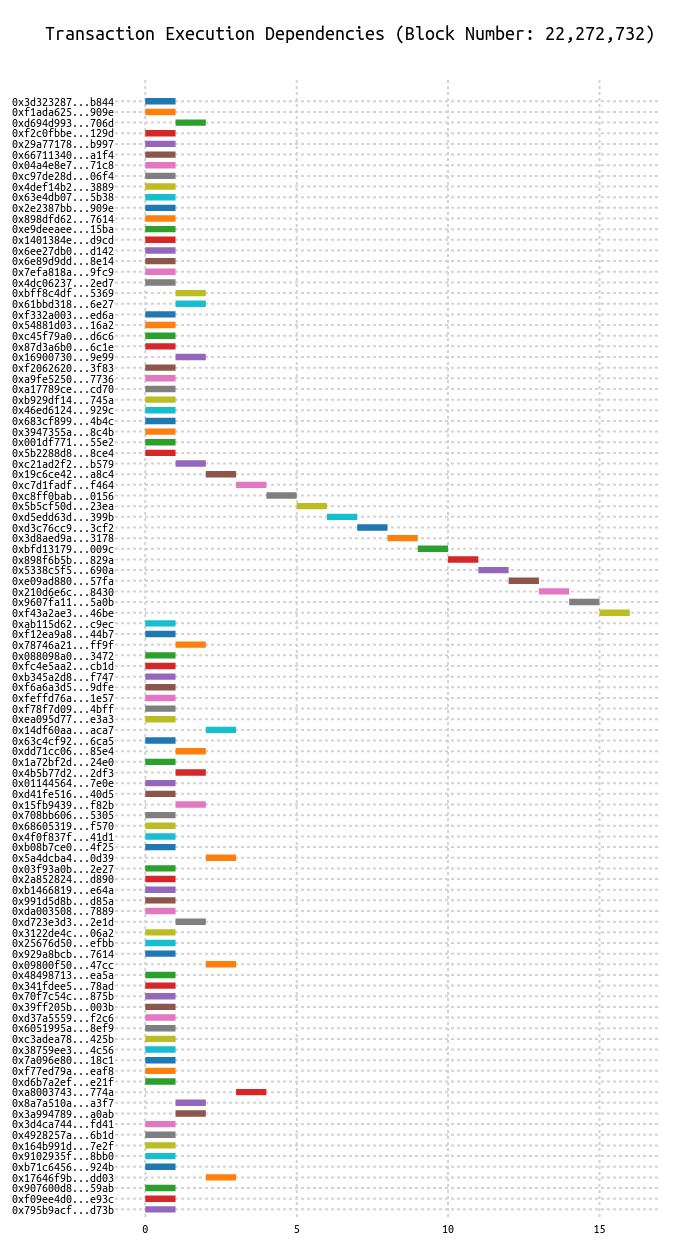 Transaction Execution Dependencies (Block Number: 22,272,732)
0x3d323287...b844
0xf1ada625...909e
0xd694d993...706d
0xf2c0fbbe...129d
0x29a77178...b997
0x66711340...a1f4
0x04a4e8e7...71c8
0xc97de28d...06f4
0x4def14b2...3889
0x63e4db07...5b38
0x2e2387bb...909e
0x898dfd62...7614
0xe9deeaee...15ba
0x1401384e...d9cd
0x6ee27db0...d142
0x6e89d9dd...8e14
0x7efa818a...9fc9
0x4dc06237...2ed7
0xbff8c4df...5369
0x61bbd318...6e27
0xf332a003...ed6a
0x54881d03...16a2
0xc45f79a0...d6c6
0x87d3a6b0...6c1e
0x16900730...9e99
0xf2062620...3f83
0xa9fe5250...7736
0xa17789ce...cd70
0xb929df14...745a
0x46ed6124...929c
0x683cf899...4b4c
0x3947355a...8c4b
0x001df771...55e2
0x5b2288d8...8ce4
0xc21ad2f2...b579
0x19c6ce42...a8c4
0xc7d1fadf...f464
0xc8ff0bab...0156
0x5b5cf50d...23ea
0xd5edd63d...399b
0xd3c76cc9...3cf2
0x3d8aed9a...3178
0xbfd13179...009c
0x898f6b5b...829a
0x5338c5f5...690a
0xe09ad880...57fa
0x210d6e6c...8430
0x9607fa11...5a0b
0xf43a2ae3...46be
0xab115d62...c9ec
0xf12ea9a8...44b7
0x78746a21...ff9f
0x088098a0...3472
0xfc4e5aa2...cb1d
0xb345a2d8...f747
0xf6a6a3d5...9dfe
0xfeffd76a...1e57
0xf78f7d09...4bff
0xea095d77...e3a3
0x14df60aa...aca7
0x63c4cf92...6ca5
0xdd71cc06...85e4
0x1a72bf2d...24e0
0x4b5b77d2...2df3
0x01144564...7e0e
0xd41fe516...40d5
0x15fb9439...f82b
0x708bb606...5305
0x68605319...f570
0x4f0f837f...41d1
0xb08b7ce0...4f25
0x5a4dcba4...0d39
0x03f93a0b...2e27
0x2a852824...d890
0xb1466819...e64a
0x991d5d8b...d85a
0xda003508...7889
0xd723e3d3...2e1d
0x3122de4c...06a2
0x25676d50...efbb
0x929a8bcb...7614
0x09800f50...47cc
0x48498713...ea5a
0x341fdee5...78ad
0x70f7c54c...875b
0x39ff205b...003b
0xd37a5559...f2c6
0x6051995a...8ef9
0xc3adea78...425b
0x38759ee3...4c56
0x7a096e80...18c1
0xf77ed79a...eaf8
0xd6b7a2ef...e21f
0xa8003743...774a
0x8a7a510a...a3f7
0x3a994789...a0ab
0x3d4ca744...fd41
0x4928257a...6b1d
0x164b991d...7e2f
0x9102935f...8bb0
0xb71c6456...924b
0x17646f9b...dd03
0x907600d8...59ab
0xf09ee4d0...e93c
0x795b9acf...d73b
0 5 10 15